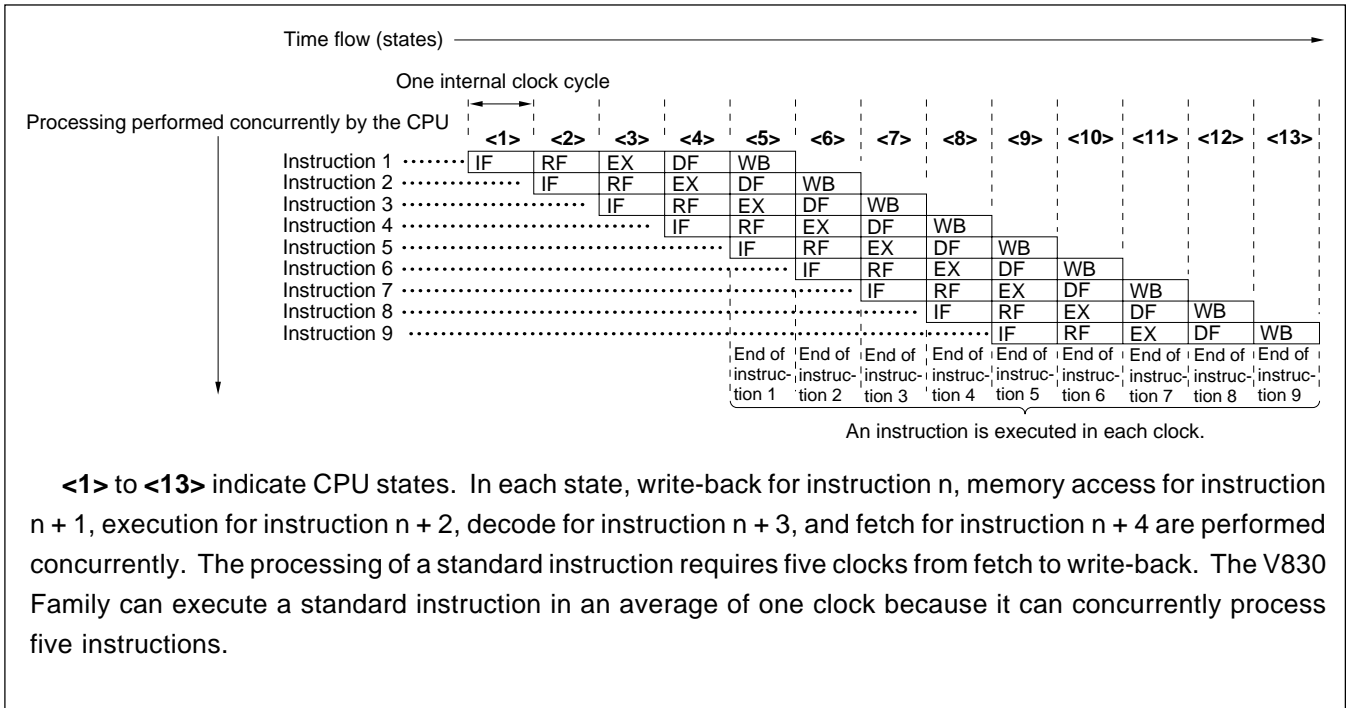 Time flow (states)
One internal clock cycle
Processing performed concurrently by the CPU
<1> <2> <3> <4> <5> <6> <7> <8> <9> <10> <11> <12> <13>
Instruction 1 IF RF EX DF WB
Instruction 2 IF RF EX DF WB
Instruction 3 IF RF EX DF WB
Instruction 4 IF RF EX DF WB
Instruction 5 IF RF EX DF WB
Instruction 6 IF RF EX DF WB
Instruction 7 IF RF EX DF WB
Instruction 8 IF RF EX DF WB
Instruction 9 IF RF EX DF WB
End of End of End of End of End of End of End of End of End of
instruc- instruc- instruc- instruc- instruc- instruc- instruc- instruc- instruc-
tion 1 tion 2 tion 3 tion 4 tion 5 tion 6 tion 7 tion 8 tion 9
An instruction is executed in each clock.
<1> to <13> indicate CPU states. In each state, write-back for instruction n, memory access for instruction
n + 1, execution for instruction n + 2, decode for instruction n + 3, and fetch for instruction n + 4 are performed
concurrently. The processing of a standard instruction requires five clocks from fetch to write-back. The V830
Family can execute a standard instruction in an average of one clock because it can concurrently process
five instructions.